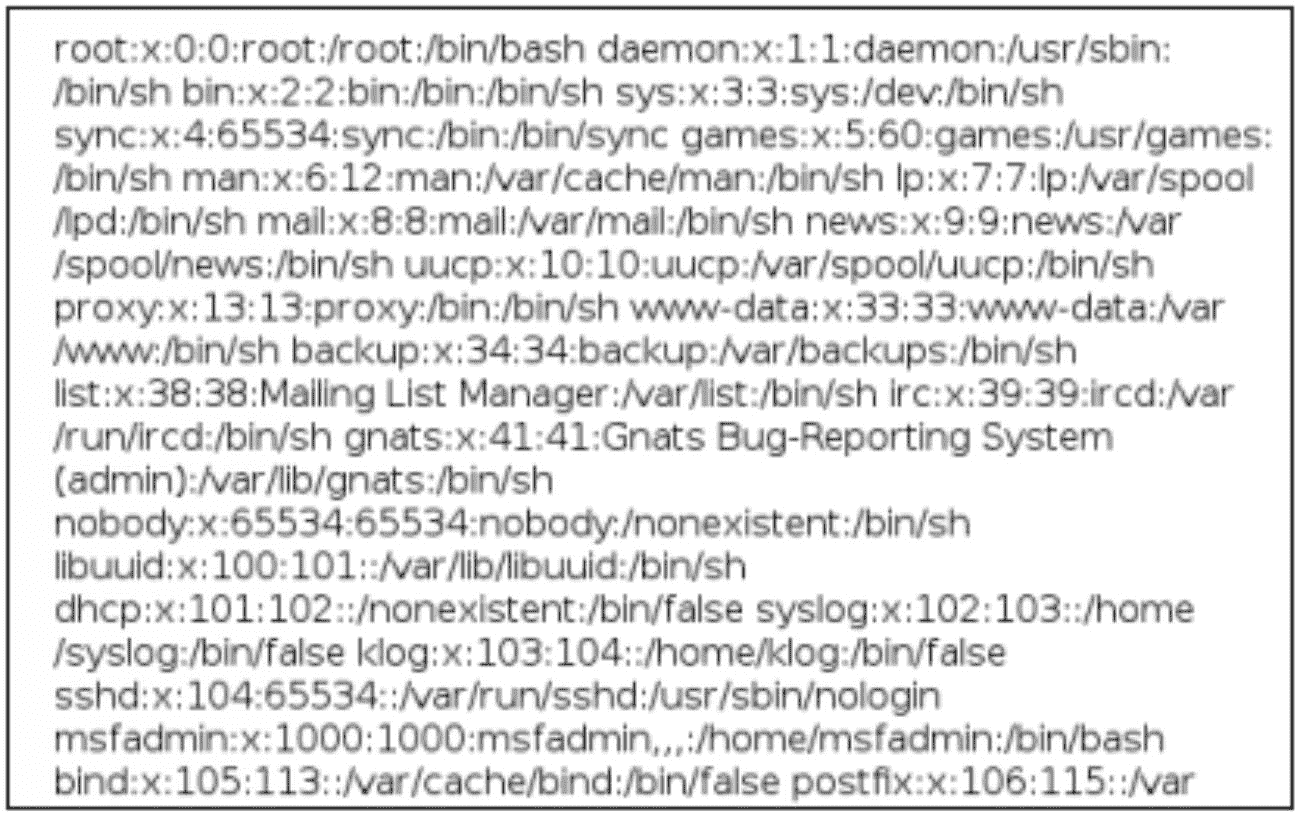 root:x:0:0:root:/root:/bin/bash daemon:x:1:1:daemon:/usr/sbin:
/bin/sh bin:x:2:2:bin:/bin:/bin/sh sys:x:3:3:sys:/dev:/bin/sh
sync:x:4:65534:sync:/bin:/bin/sync games:x:5:60:games:/usr/games:
/bin/sh man:x:6:12:man:/var/cache/man:/bin/sh lp:x:7:7:lp:/var/spool
/lpd:/bin/sh mail:x:8:8:mail:/var/mail:/bin/sh news:x:9:9:news:/var
/spool/news:/bin/sh uucp:x:10:10:uucp:/var/spool/uucp:/bin/sh
proxy:x:13:13:proxy:/bin:/bin/sh www-data:x:33:33:www-data:/var
/www:/bin/sh backup:x:34:34:backup:/var/backups:/bin/sh
list:x:38:38:Mailing List Manager:/var/list:/bin/sh irc:x:39:39:ircd:/var
/run/ircd:/bin/sh gnats:x:41:41:Gnats Bug-Reporting System
(admin):/var/lib/gnats:/bin/sh
nobody:x:65534:65534:nobody:/nonexistent:/bin/sh
libuuid:x:100:101::/var/lib/libuuid:/bin/sh
dhcp:x:101:102::/nonexistent:/bin/false syslog:x:102:103::/home
/syslog:/bin/false klog:x:103:104::/home/klog:/bin/false
sshd:x:104:65534::/var/run/sshd:/usr/sbin/nologin
msfadmin:x:1000:1000:msfadmin,,,:/home/msfadmin:/bin/bash
bind:x:105:113::/var/cache/bind:/bin/false postfix:x:106:115::/var